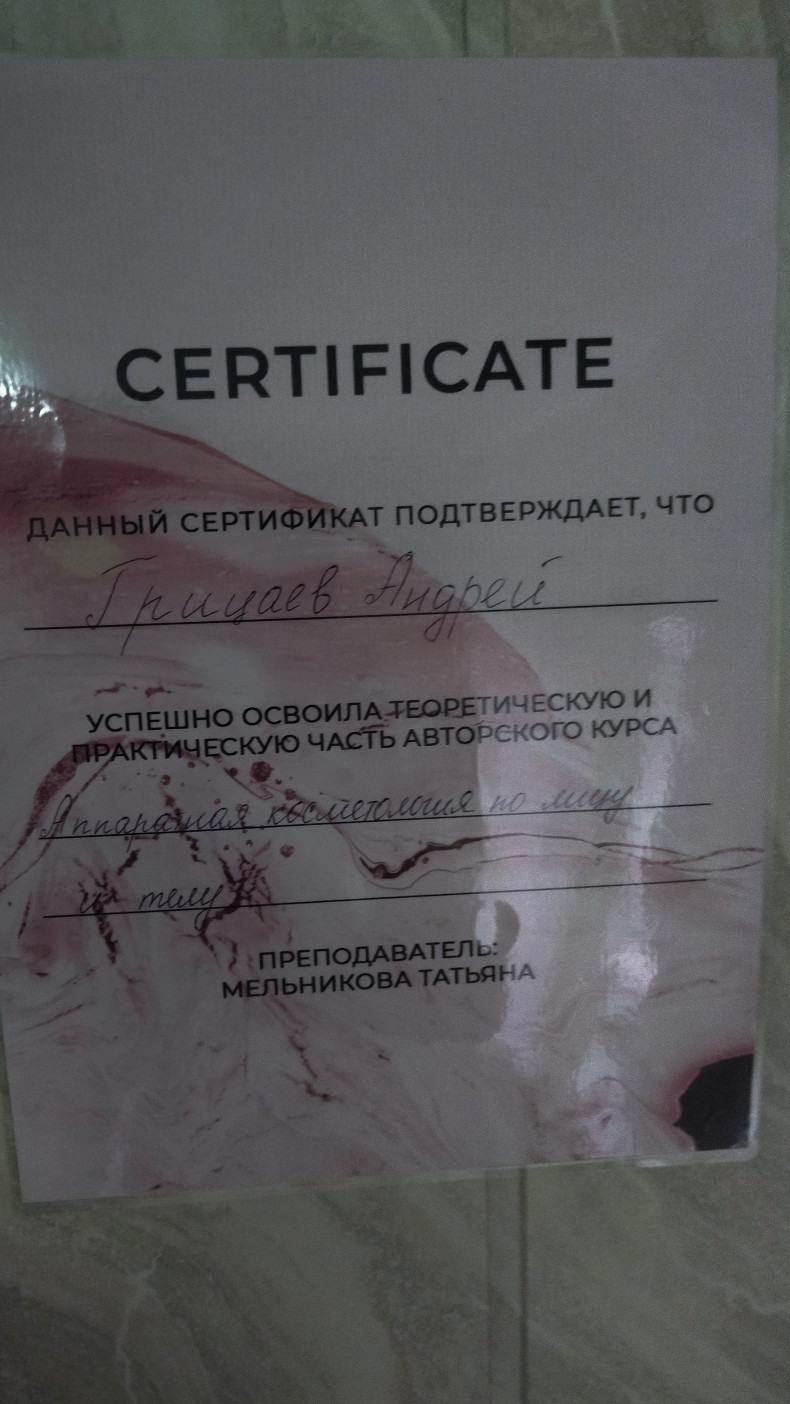 CERTIFICATE
ДАННЫЙ СЕРТИФИКАТ ПОДТВЕРЖДАЕТ, ЧТО
Грицаев Андрей
УСПЕШНО ОСВОИЛА ТЕОРЕТИЧЕСКУЮ И
ПРАКТИЧЕСКУЮ ЧАСТЬ АВТОРСКОГО КУРСА
Аппаратная косметология по лицу
и телу
ПРЕПОДАВАТЕЛЬ:
МЕЛЬНИКОВА ТАТЬЯНА